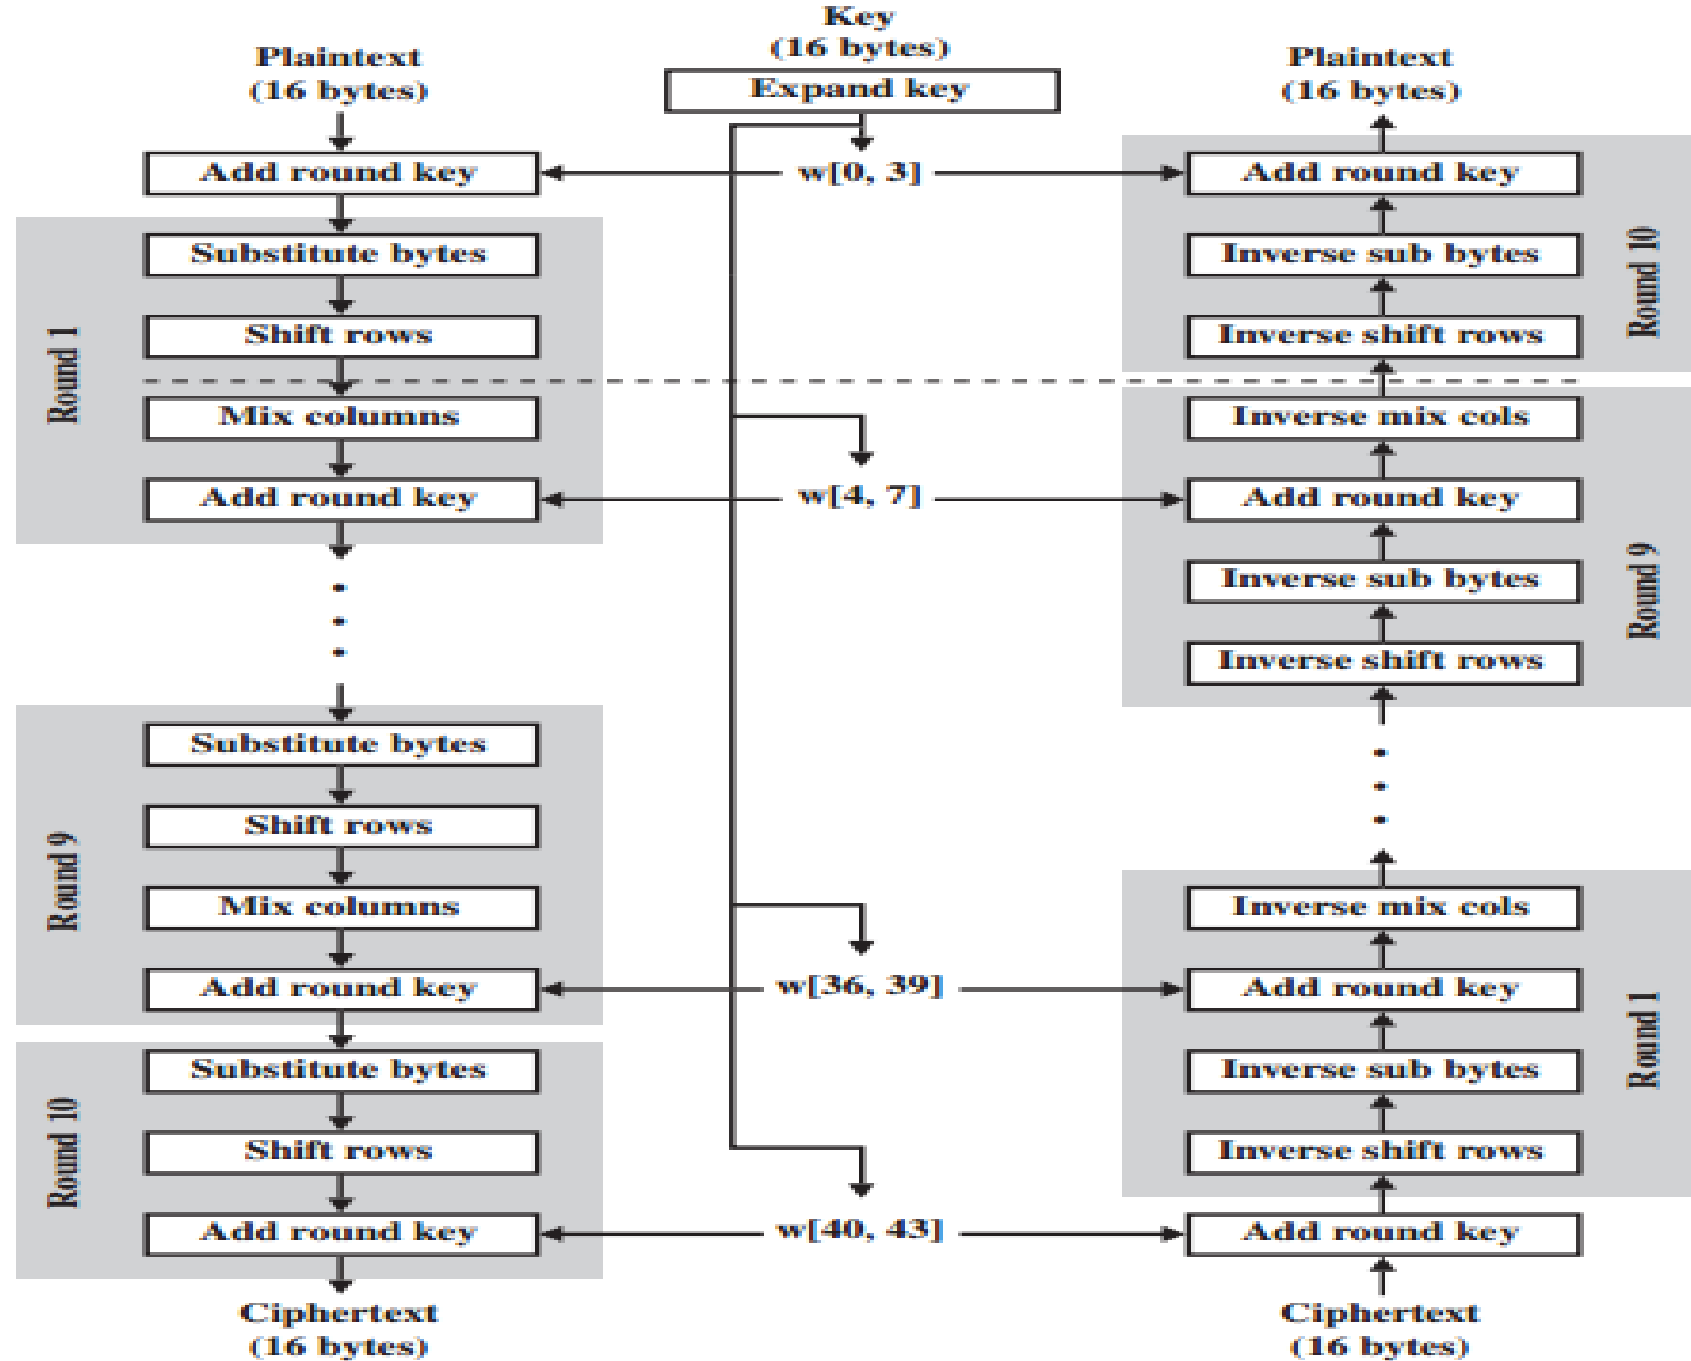 Plaintext
(16 bytes)
Add round key
Round 1
Substitute bytes
Shift rows
Mix columns
Add round key
Round 9
Substitute bytes
Shift rows
Mix columns
Add round key
Round 10
Substitute bytes
Shift rows
Add round key
Ciphertext
(16 bytes)
Key
(16 bytes)
Expand key
w[0, 3]
w[4, 7]
w[36, 39]
w[40, 43]
Plaintext
(16 bytes)
Add round key
Inverse sub bytes
Inverse shift rows
Round 10
Inverse mix cols
Add round key
Inverse sub bytes
Inverse shift rows
Round 9
Inverse mix cols
Add round key
Inverse sub bytes
Inverse shift rows
Round 1
Add round key
Ciphertext
(16 bytes)